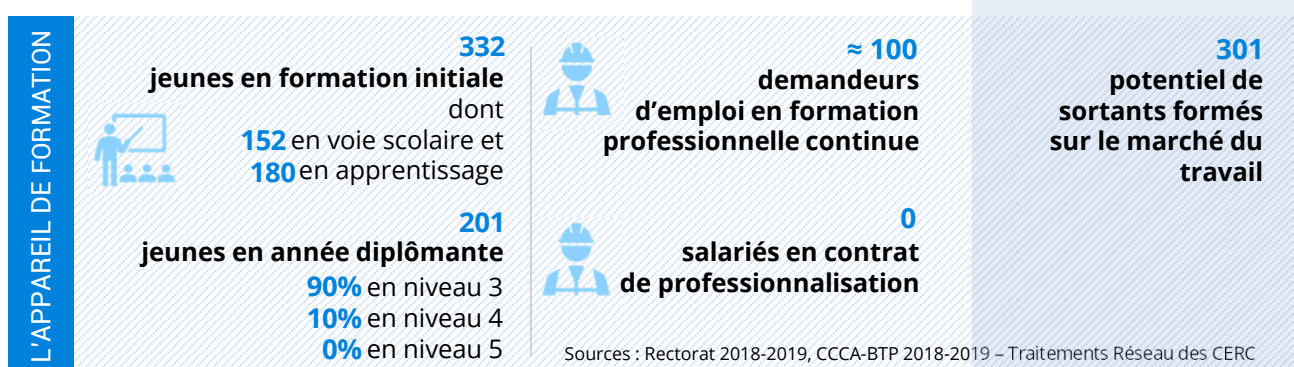 L'APPAREIL DE FORMATION
332
jeunes en formation initiale
dont
152 en voie scolaire et
180 en apprentissage
201
jeunes en année diplômante
90% en niveau 3
10% en niveau 4
0% en niveau 5
≈ 100
demandeurs
d’emploi en formation
professionnelle continue
0
salariés en contrat
de professionnalisation
301
potentiel de
sortants formés
sur le marché du
travail
Sources : Rectorat 2018-2019, CCCA-BTP 2018-2019 – Traitements Réseau des CERC